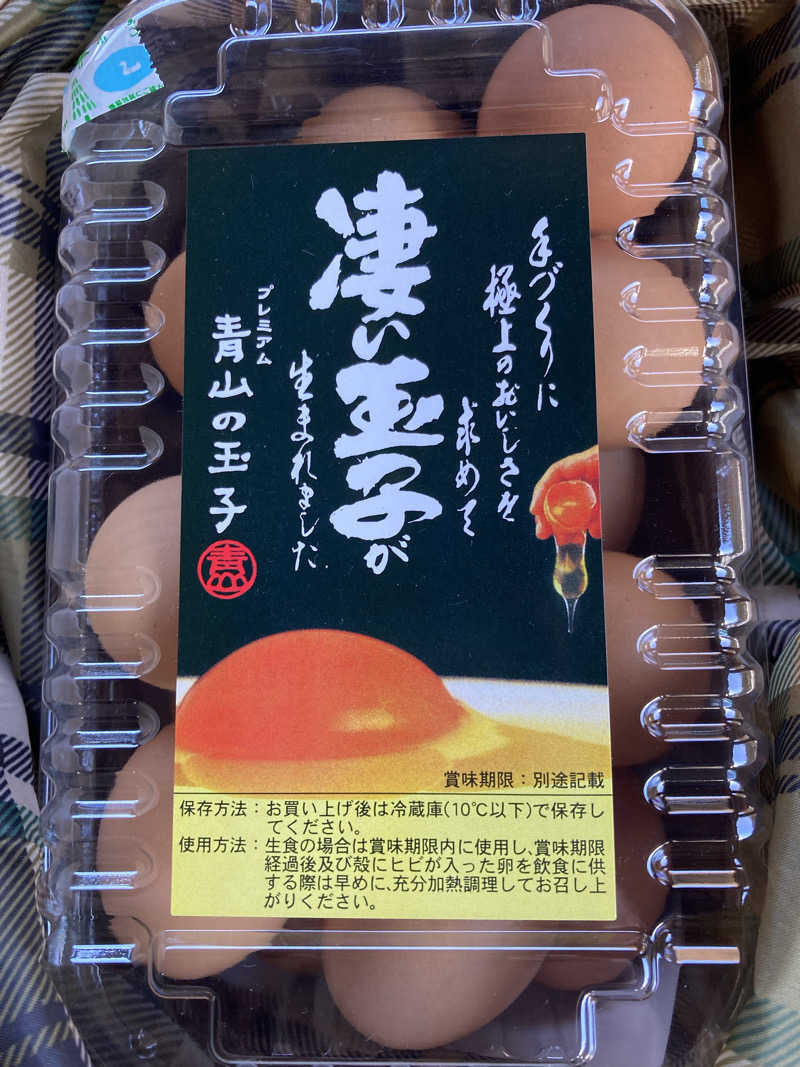 手づくりに
極上のおいしさを
求めて
凄い玉子が
生まれました
プレミアム
青山の玉子
賞味期限：別途記載
保存方法：お買い上げ後は冷蔵庫(10℃以下)で保存し
てください。
使用方法：生食の場合は賞味期限内に使用し、賞味期限
経過後及び殻にヒビが入った卵を飲食に供
する際は早めに、充分加熱調理してお召し上
がりください。